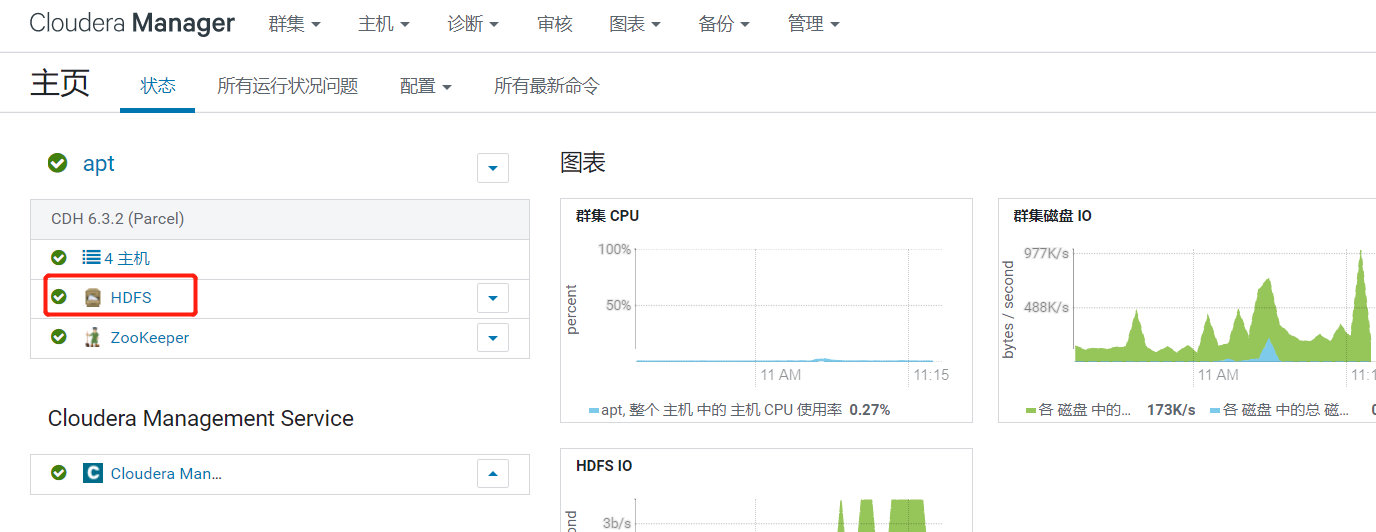 Cloudera Manager 群集 主机 诊断 审核 图表 备份 管理
主页 状态 所有运行状况问题 配置 所有最新命令
apt
CDH 6.3.2 (Parcel)
4 主机
HDFS
ZooKeeper
Cloudera Management Service
Cloudera Man...
图表
群集 CPU
percent
100%
50%
11 AM 11:15
apt, 整个 主机 中的 主机 CPU 使用率 0.27%
群集磁盘 IO
bytes / second
977K/s
488K/s
11 AM 11:1
各 磁盘 中的... 173K/s 各 磁盘 中的总 磁...
HDFS IO
3b/s